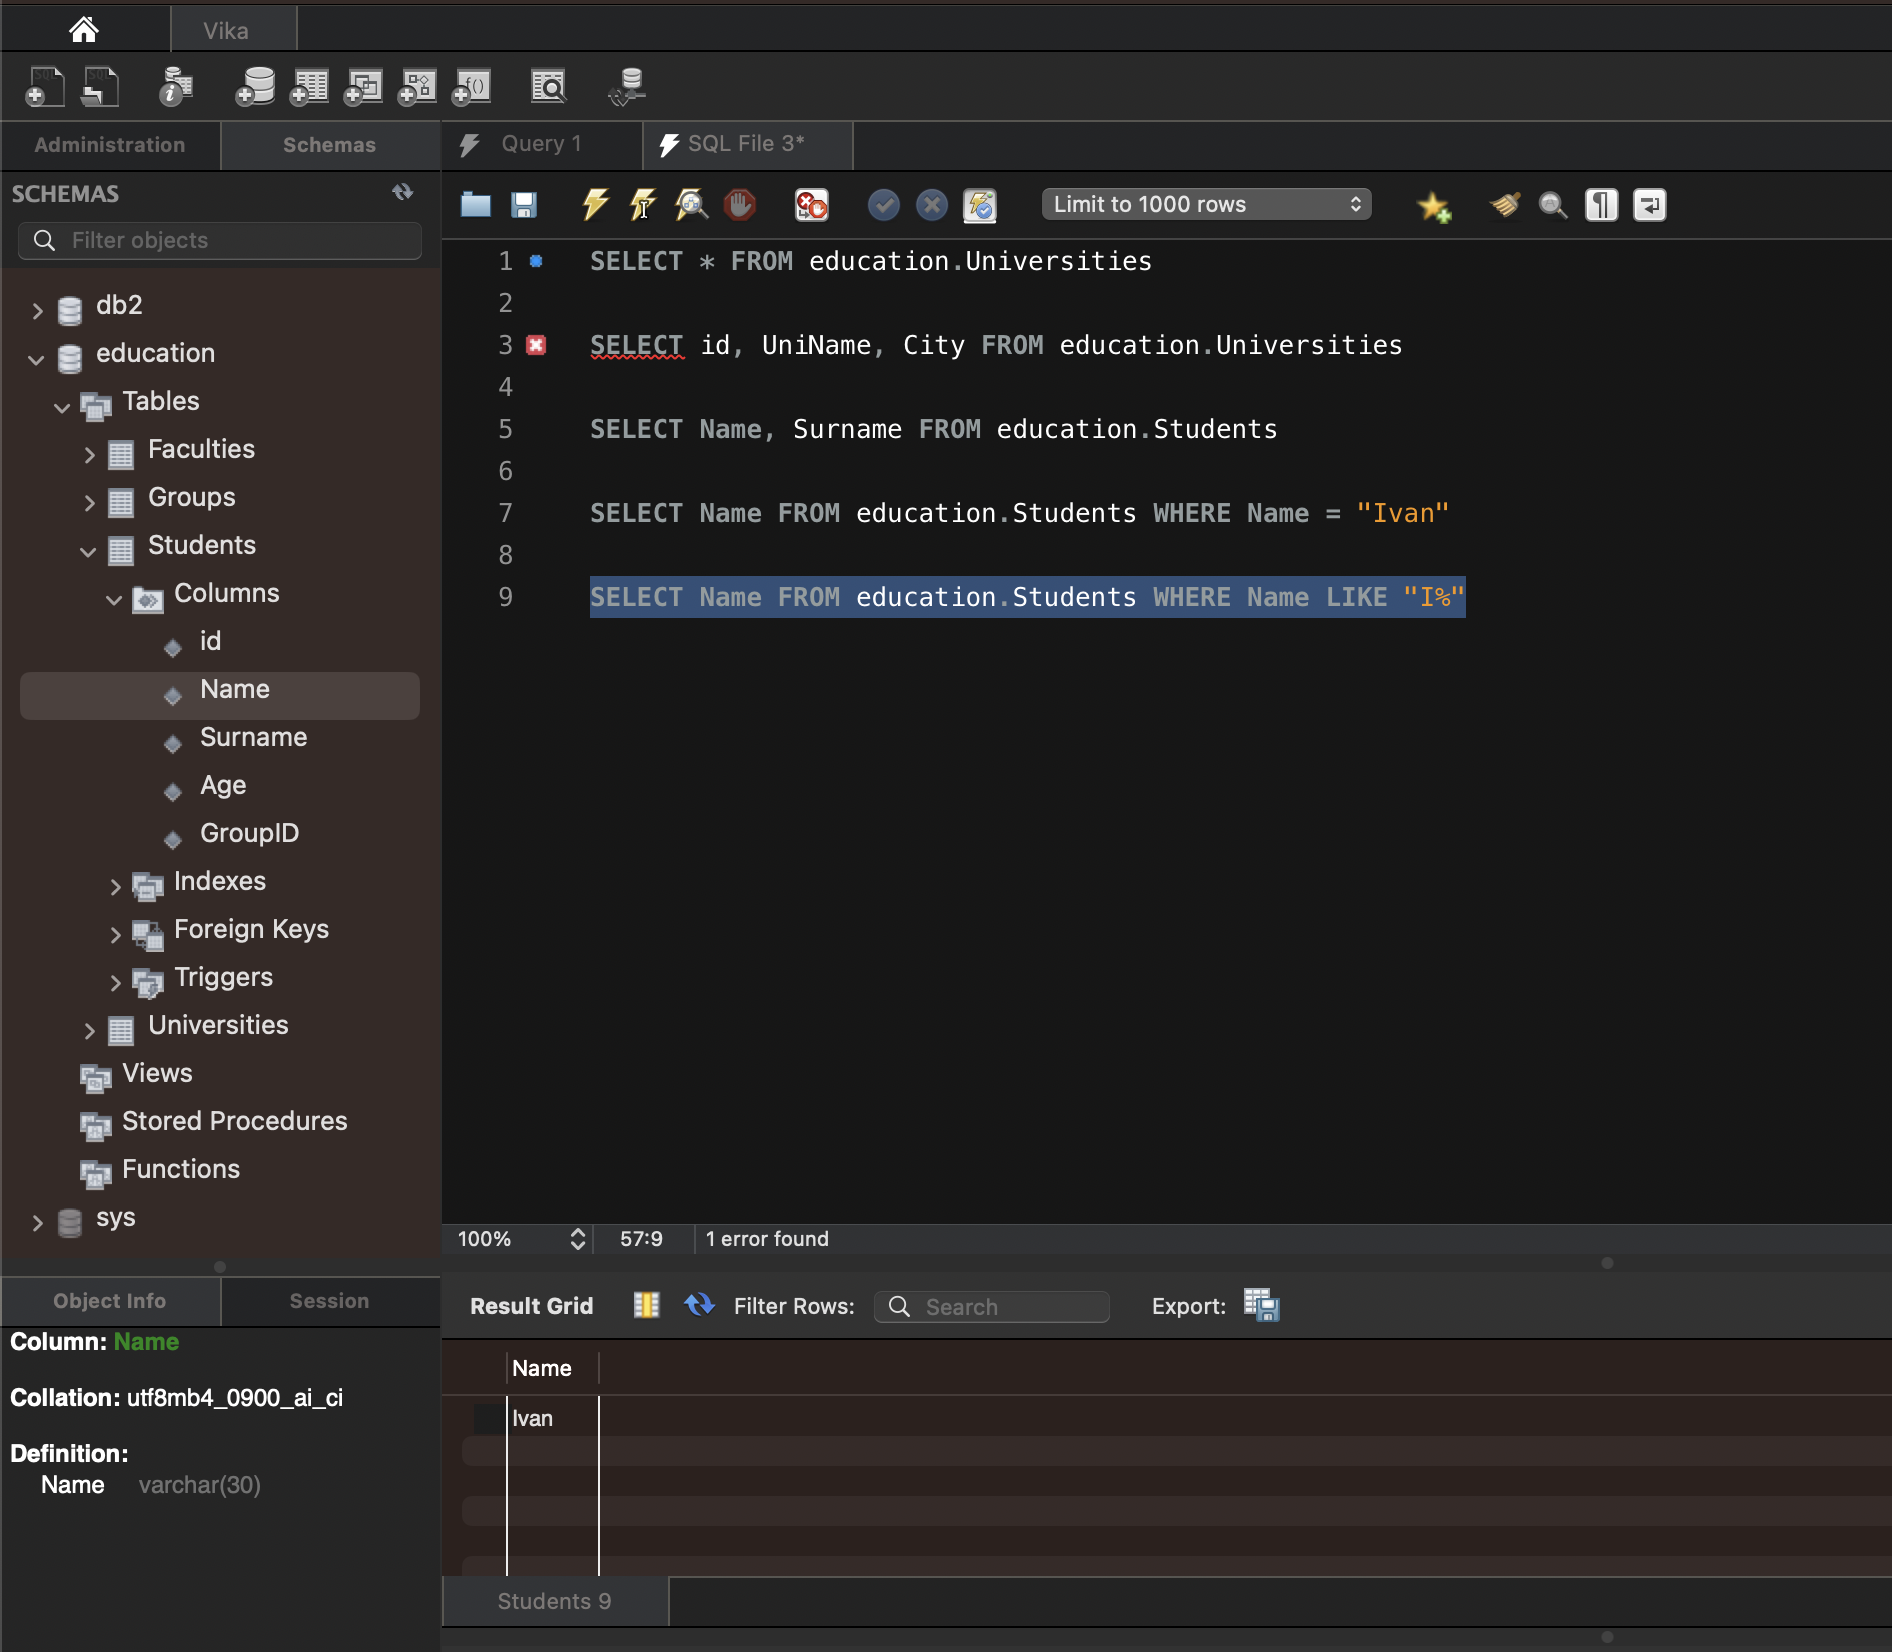 Vika
Administration
Schemas
SCHEMAS
Filter objects
db2
education
Tables
Faculties
Groups
Students
Columns
id
Name
Surname
Age
GroupID
Indexes
Foreign Keys
Triggers
Universities
Views
Stored Procedures
Functions
sys
Object Info
Session
Column: Name
Collation: utf8mb4_0900_ai_ci
Definition:
Name varchar(30)
Query 1
SQL File 3*
Limit to 1000 rows
1 SELECT * FROM education.Universities
2
3 SELECT id, UniName, City FROM education.Universities
4
5 SELECT Name, Surname FROM education.Students
6
7 SELECT Name FROM education.Students WHERE Name = "Ivan"
8
9 SELECT Name FROM education.Students WHERE Name LIKE "I%"
100% 57:9 1 error found
Result Grid Filter Rows: Search Export:
Name
Ivan
Students 9